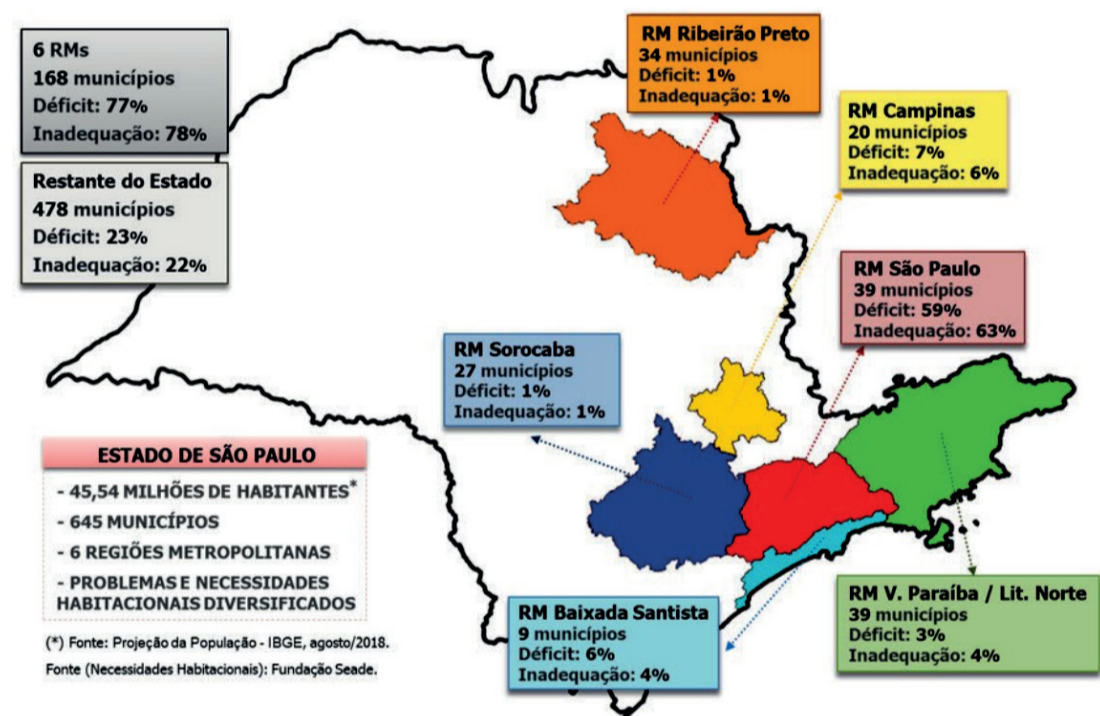 6 RMs
168 municípios
Déficit: 77%
Inadequação: 78%
Restante do Estado
478 municípios
Déficit: 23%
Inadequação: 22%
RM Ribeirão Preto
34 municípios
Déficit: 1%
Inadequação: 1%
RM Campinas
20 municípios
Déficit: 7%
Inadequação: 6%
RM São Paulo
39 municípios
Déficit: 59%
Inadequação: 63%
RM Sorocaba
27 municípios
Déficit: 1%
Inadequação: 1%
ESTADO DE SÃO PAULO
- 45,54 MILHÕES DE HABITANTES*
- 645 MUNICÍPIOS
- 6 REGIÕES METROPOLITANAS
- PROBLEMAS E NECESSIDADES
HABITACIONAIS DIVERSIFICADOS
(*) Fonte: Projeção da População - IBGE, agosto/2018.
Fonte (Necessidades Habitacionais): Fundação Seade.
RM Baixada Santista
9 municípios
Déficit: 6%
Inadequação: 4%
RM V. Paraíba / Lit. Norte
39 municípios
Déficit: 3%
Inadequação: 4%